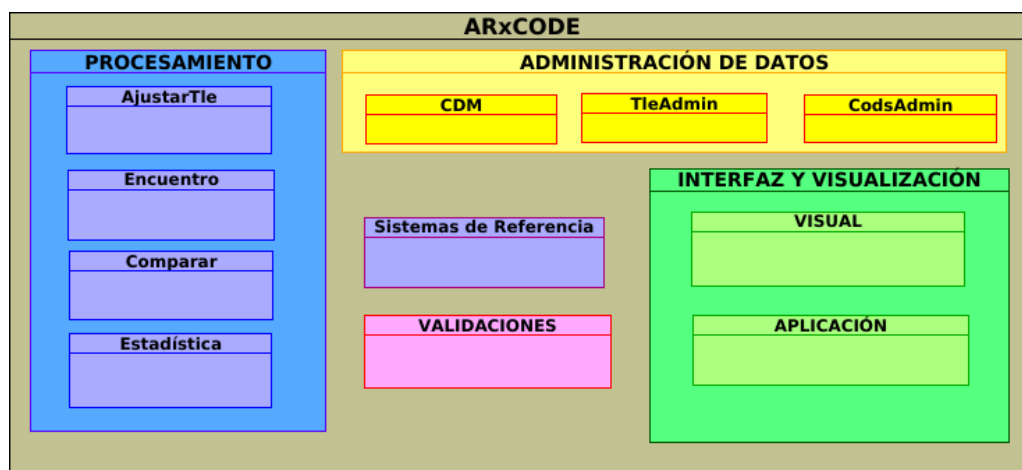 ARxCODE
PROCESAMIENTO
AjustarTle
Encuentro
Comparar
Estadística
ADMINISTRACIÓN DE DATOS
CDM
TleAdmin
CodsAdmin
Sistemas de Referencia
VALIDACIONES
INTERFAZ Y VISUALIZACIÓN
VISUAL
APLICACIÓN